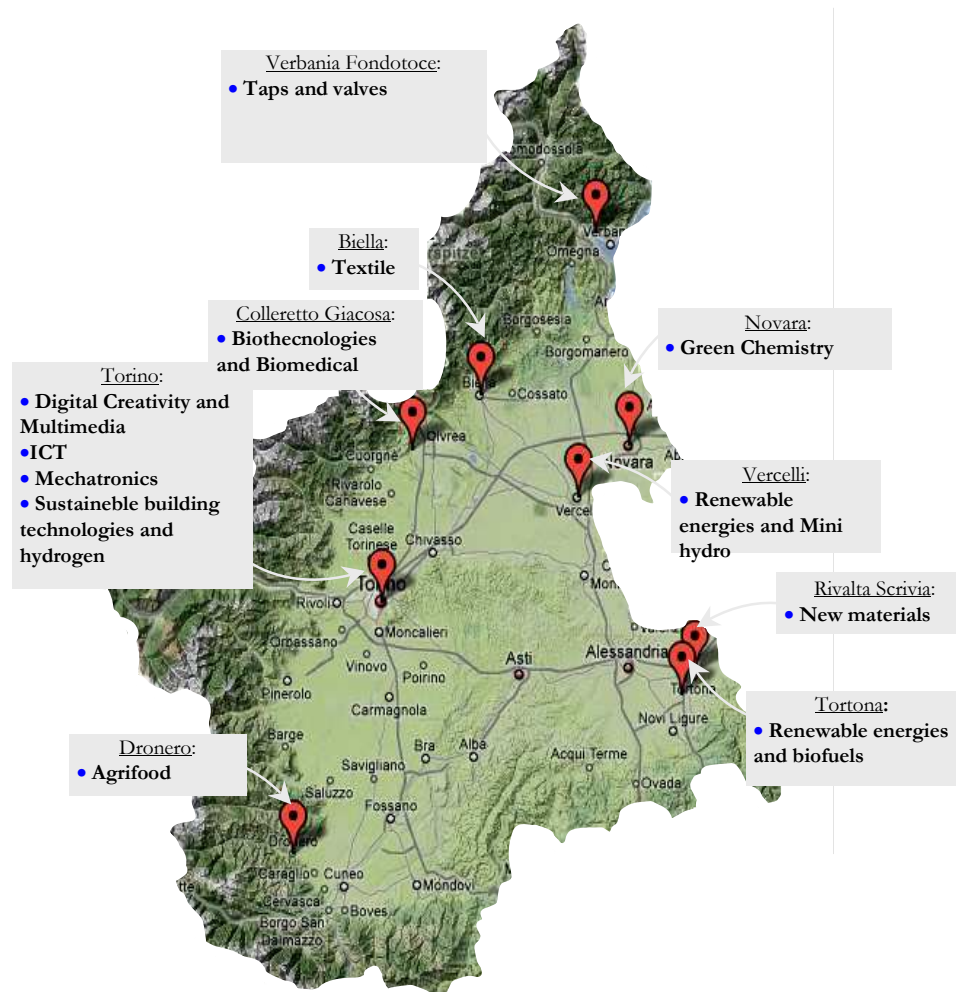 Verbania Fondotoce:
• Taps and valves
Biella:
• Textile
Colleretto Giacosa:
• Biothecnologies
and Biomedical
Novara:
• Green Chemistry
Torino:
• Digital Creativity and
Multimedia
•ICT
• Mechatronics
• Sustaineble building
technologies and
hydrogen
Vercelli:
• Renewable
energies and Mini
hydro
Rivalta Scrivia:
• New materials
Tortona:
• Renewable energies
and biofuels
Dronero:
• Agrifood
omodossola
Verban
Omegna
spitze
Borgosesia
Borgomanero
Biella
Cossato
Ivrea
Novara
Cuorgnè
Rivarolo
Canavese
Vercel
Caselle
Torinese
Chivasso
Torino
Rivoli
Moncalieri
Orbassano
Vinovo
Poirino
Asti
Alessandria
Tortona
Pinerolo
Carmagnola
Novi Ligure
Barge
Bra
Alba
Acqui Terme
Savigliano
Saluzzo
Ovada
Fossano
Dronero
Caraglio
Cuneo
Mondovì
Cervasca
Boves
Borgo San
Dalmazzo